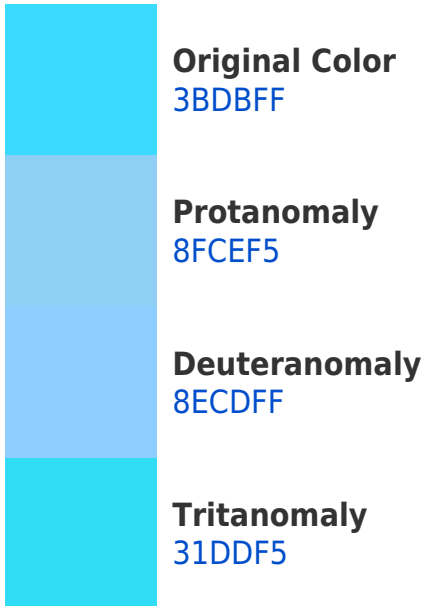 Original Color
3BDBFF
Protanomaly
8FCEF5
Deuteranomaly
8ECDFF
Tritanomaly
31DDF5